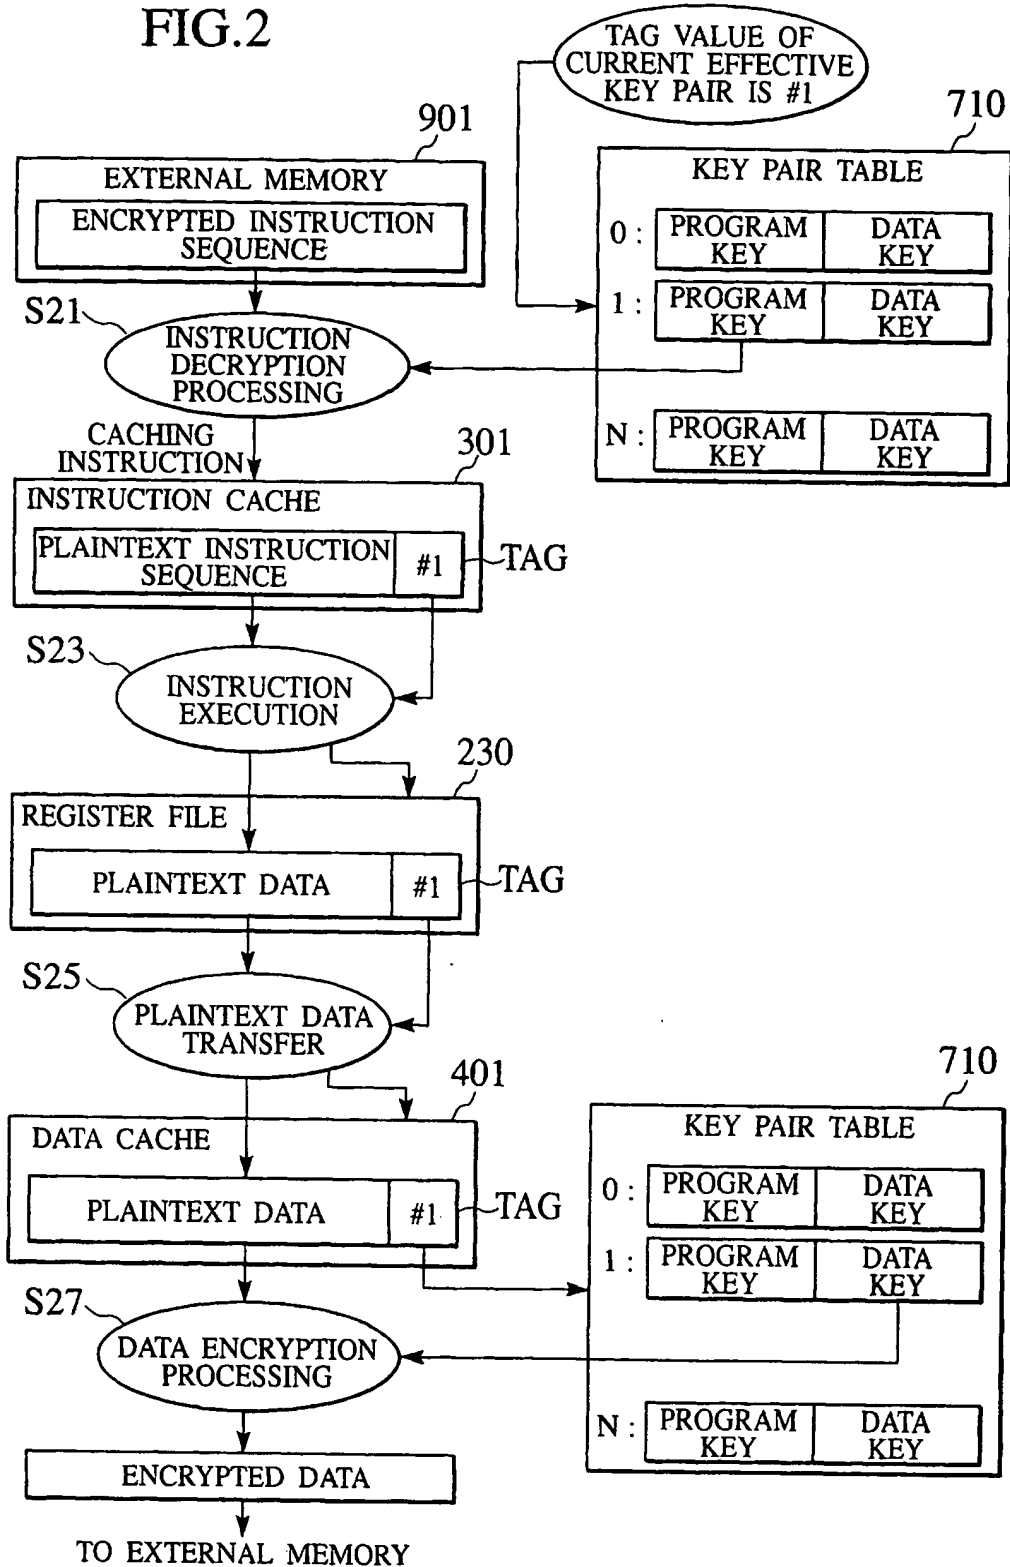 FIG.2
TAG VALUE OF
CURRENT EFFECTIVE
KEY PAIR IS #1
901
710
EXTERNAL MEMORY
ENCRYPTED INSTRUCTION
SEQUENCE
KEY PAIR TABLE
0: PROGRAM KEY DATA KEY
1: PROGRAM KEY DATA KEY
N: PROGRAM KEY DATA KEY
S21
INSTRUCTION
DECRYPTION
PROCESSING
CACHING
INSTRUCTION
301
INSTRUCTION CACHE
PLAINTEXT INSTRUCTION
SEQUENCE
#1
TAG
S23
INSTRUCTION
EXECUTION
230
REGISTER FILE
PLAINTEXT DATA #1 TAG
S25
PLAINTEXT DATA
TRANSFER
401
DATA CACHE
PLAINTEXT DATA #1 TAG
710
KEY PAIR TABLE
0: PROGRAM KEY DATA KEY
1: PROGRAM KEY DATA KEY
N: PROGRAM KEY DATA KEY
S27
DATA ENCRYPTION
PROCESSING
ENCRYPTED DATA
TO EXTERNAL MEMORY